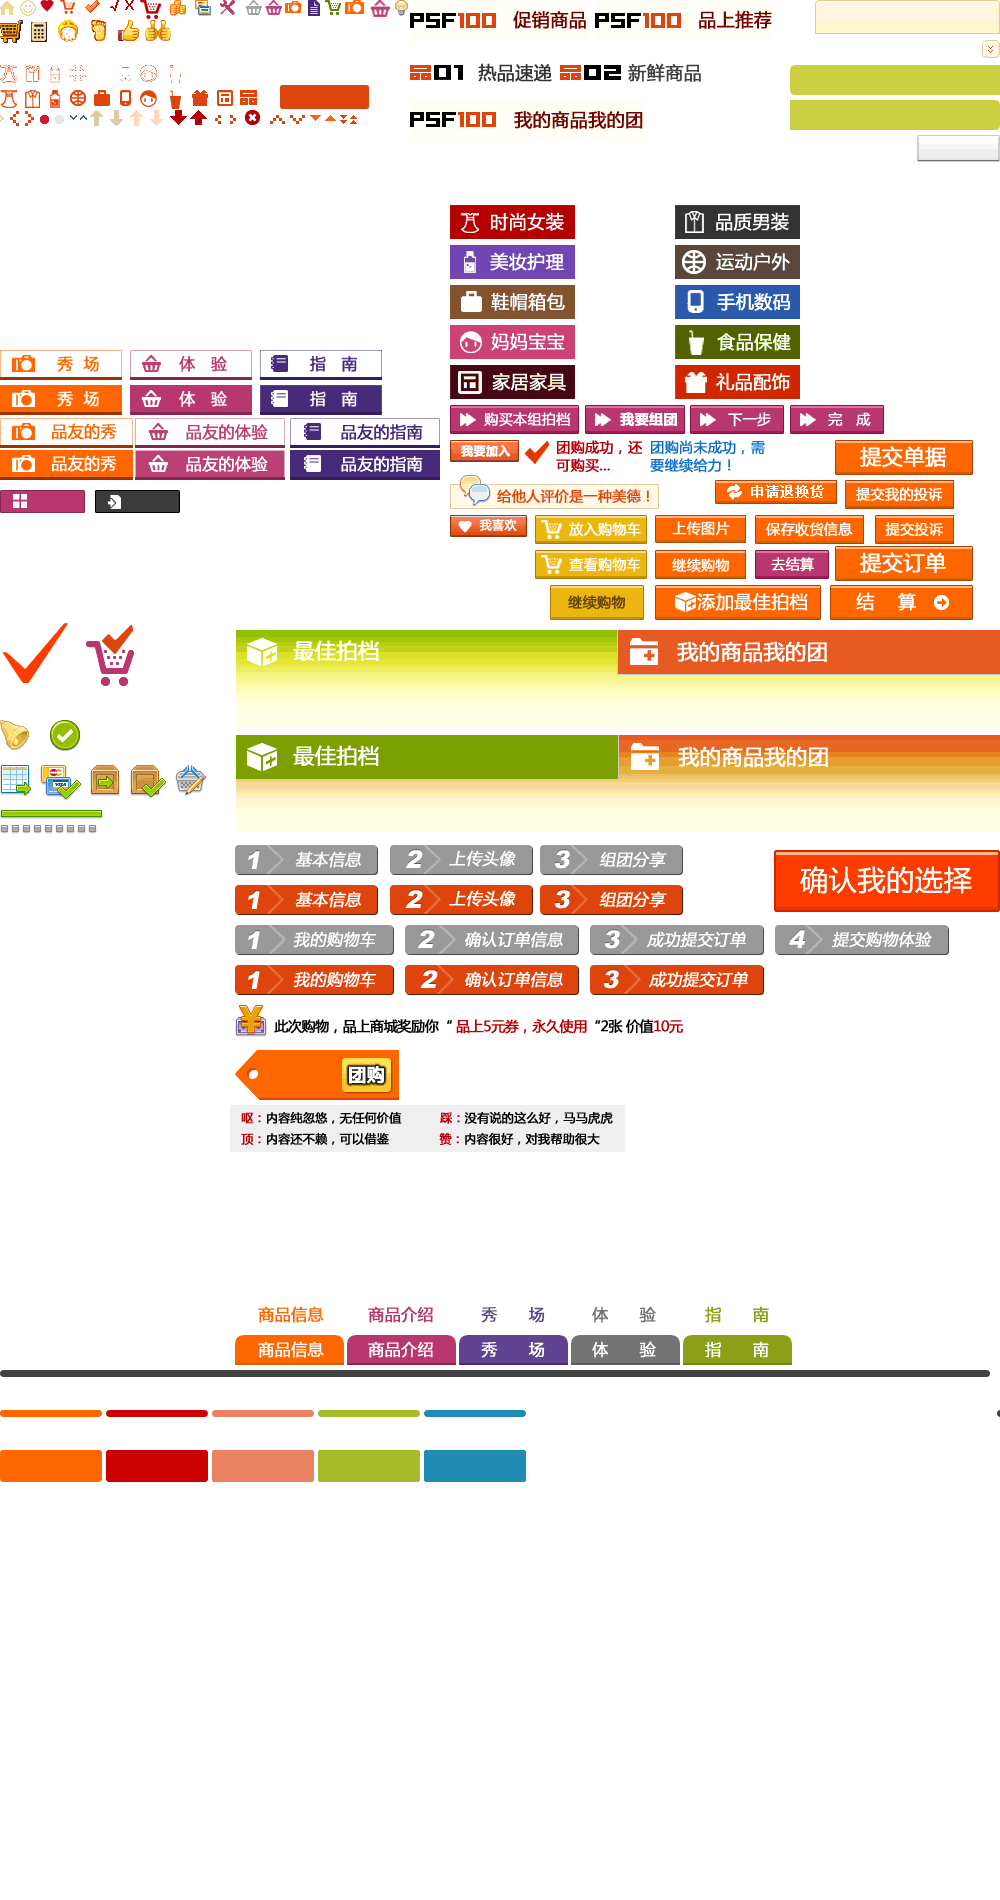 PSF100 促销商品 PSF100 品上推荐
品01 热品速递 品02 新鲜商品
PSF100 我的商品我的团
时尚女装 品质男装
美妆护理 运动户外
鞋帽箱包 手机数码
妈妈宝宝 食品保健
家居家具 礼品配饰
秀 场 体 验 指 南
秀 场 体 验 指 南
购买本组拍档 我要组团 下一步 完 成
品友的秀 品友的体验 品友的指南
品友的秀 品友的体验 品友的指南
我要加入 团购成功，还 团购尚未成功，需 提交单据
可购买... 要继续给力！
给他人评价是一种美德！ 申请退换货 提交我的投诉
我喜欢 放入购物车 上传图片 保存收货信息 提交投诉
查看购物车 继续购物 去结算 提交订单
继续购物 添加最佳拍档 结 算
最佳拍档 我的商品我的团
最佳拍档 我的商品我的团
1 基本信息 2 上传头像 3 组团分享
确认我的选择
1 基本信息 2 上传头像 3 组团分享
1 我的购物车 2 确认订单信息 3 成功提交订单 4 提交购物体验
1 我的购物车 2 确认订单信息 3 成功提交订单
¥ 此次购物，品上商城奖励你 “ 品上5元券，永久使用 “2张 价值10元
团购
呕：内容纯忽悠，无任何价值 踩：没有说的这么好，马马虎虎
顶：内容还不赖，可以借鉴 赞：内容很好，对我帮助很大
商品信息 商品介绍 秀 场 体 验 指 南
商品信息 商品介绍 秀 场 体 验 指 南